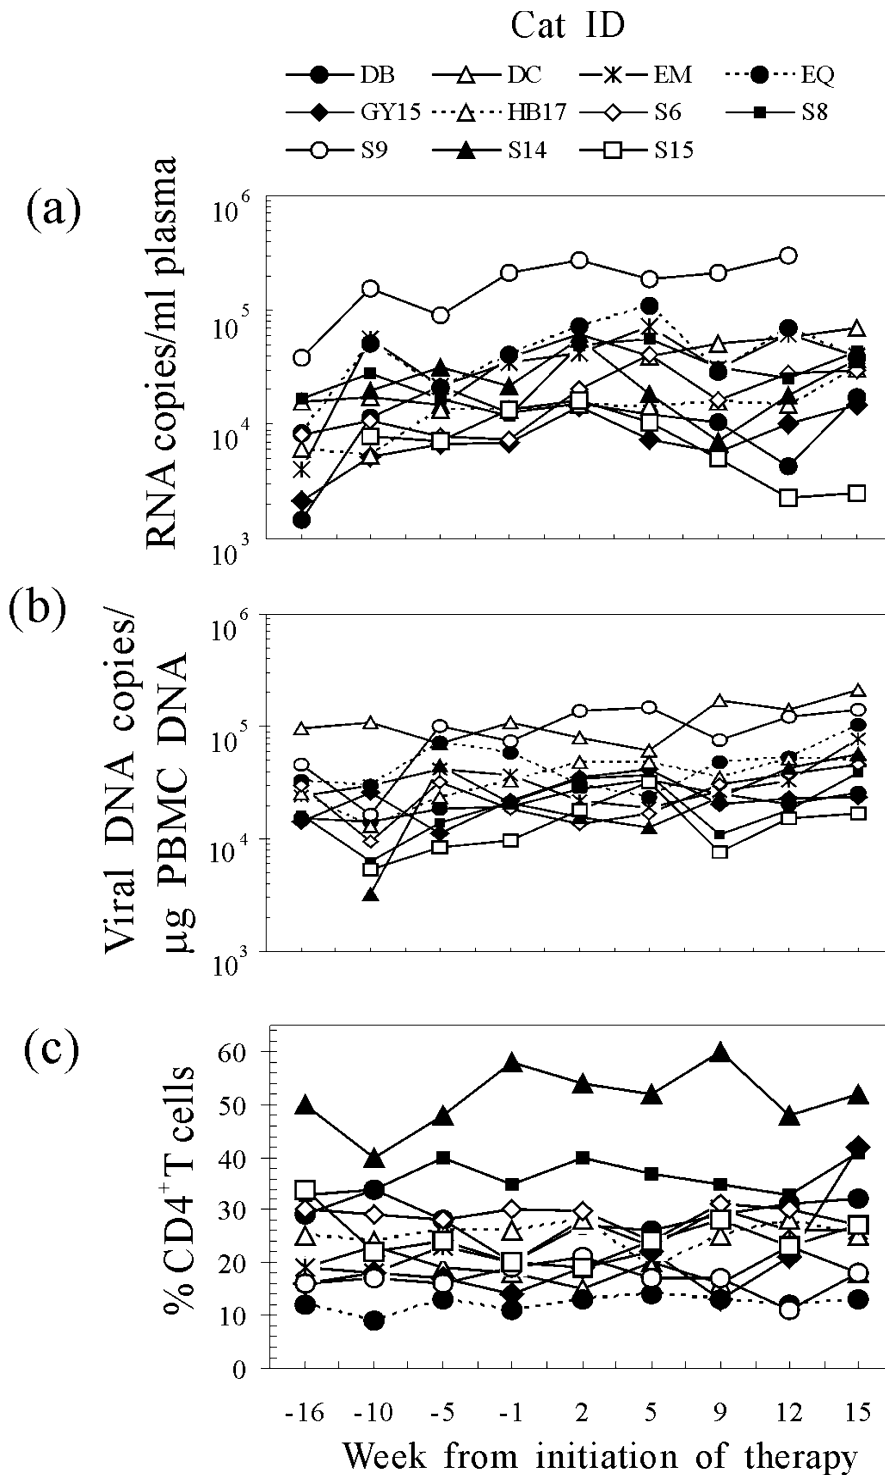 Cat ID
DB DC EM EQ
GY15 HB17 S6 S8
S9 S14 S15
(a)
RNA copies/ml plasma
10^6
10^5
10^4
10^3
(b)
Viral DNA copies/
µg PBMC DNA
10^6
10^5
10^4
10^3
(c)
% CD4^+T cells
60
50
40
30
20
10
0
-16 -10 -5 -1 2 5 9 12 15
Week from initiation of therapy